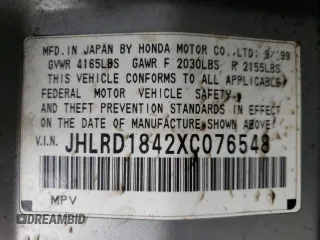 MFD.IN JAPAN BY HONDA MOTOR CO.,LTD: 9/'99
GVWR 4165LBS GAWR F 2030LBS R 2155LBS
THIS VEHICLE CONFORMS TO ALL APPLICABLE
FEDERAL MOTOR VEHICLE SAFETY, BUMPER,
AND THEFT PREVENTION STANDARDS IN EFFECT
ON THE DATE OF MANUFACTURE SHOWN ABOVE.
V.I.N. JHLRD1842XC076548
MPV
DREAMBID